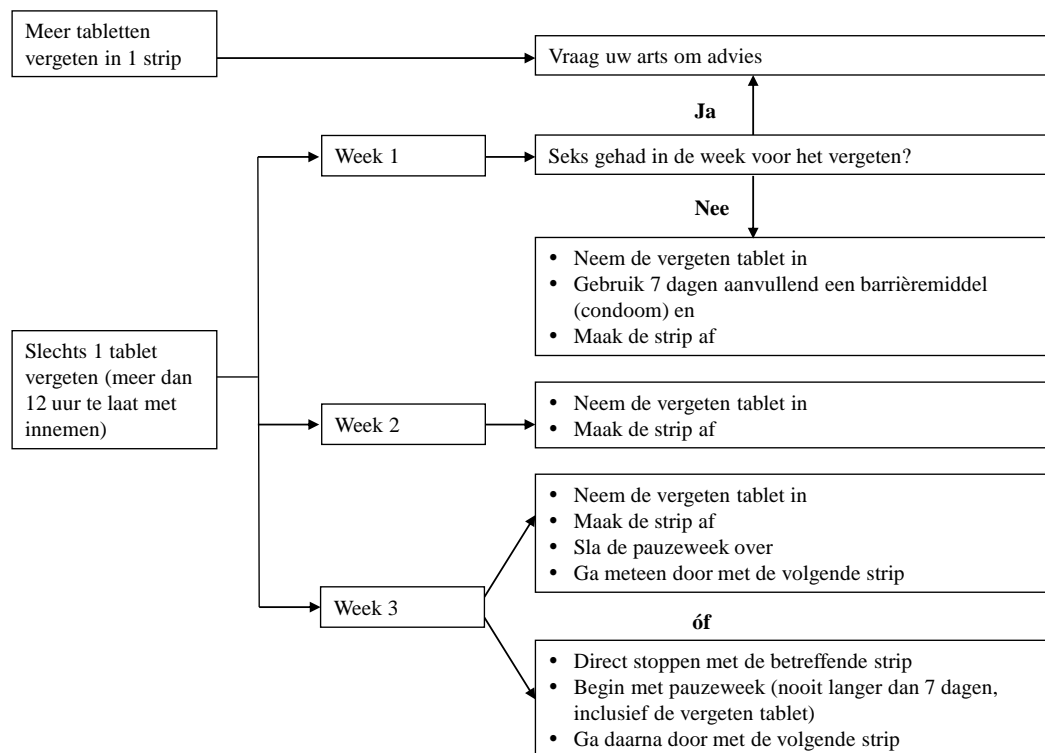 Meer tabletten
vergeten in 1 strip
Vraag uw arts om advies
Ja
Week 1
Seks gehad in de week voor het vergeten?
Nee
• Neem de vergeten tablet in
• Gebruik 7 dagen aanvullend een barrièremiddel
(condoom) en
• Maak de strip af
Slechts 1 tablet
vergeten (meer dan
12 uur te laat met
innemen)
Week 2
• Neem de vergeten tablet in
• Maak de strip af
• Neem de vergeten tablet in
• Maak de strip af
• Sla de pauzeweek over
• Ga meteen door met de volgende strip
Week 3
óf
• Direct stoppen met de betreffende strip
• Begin met pauzeweek (nooit langer dan 7 dagen,
inclusief de vergeten tablet)
• Ga daarna door met de volgende strip